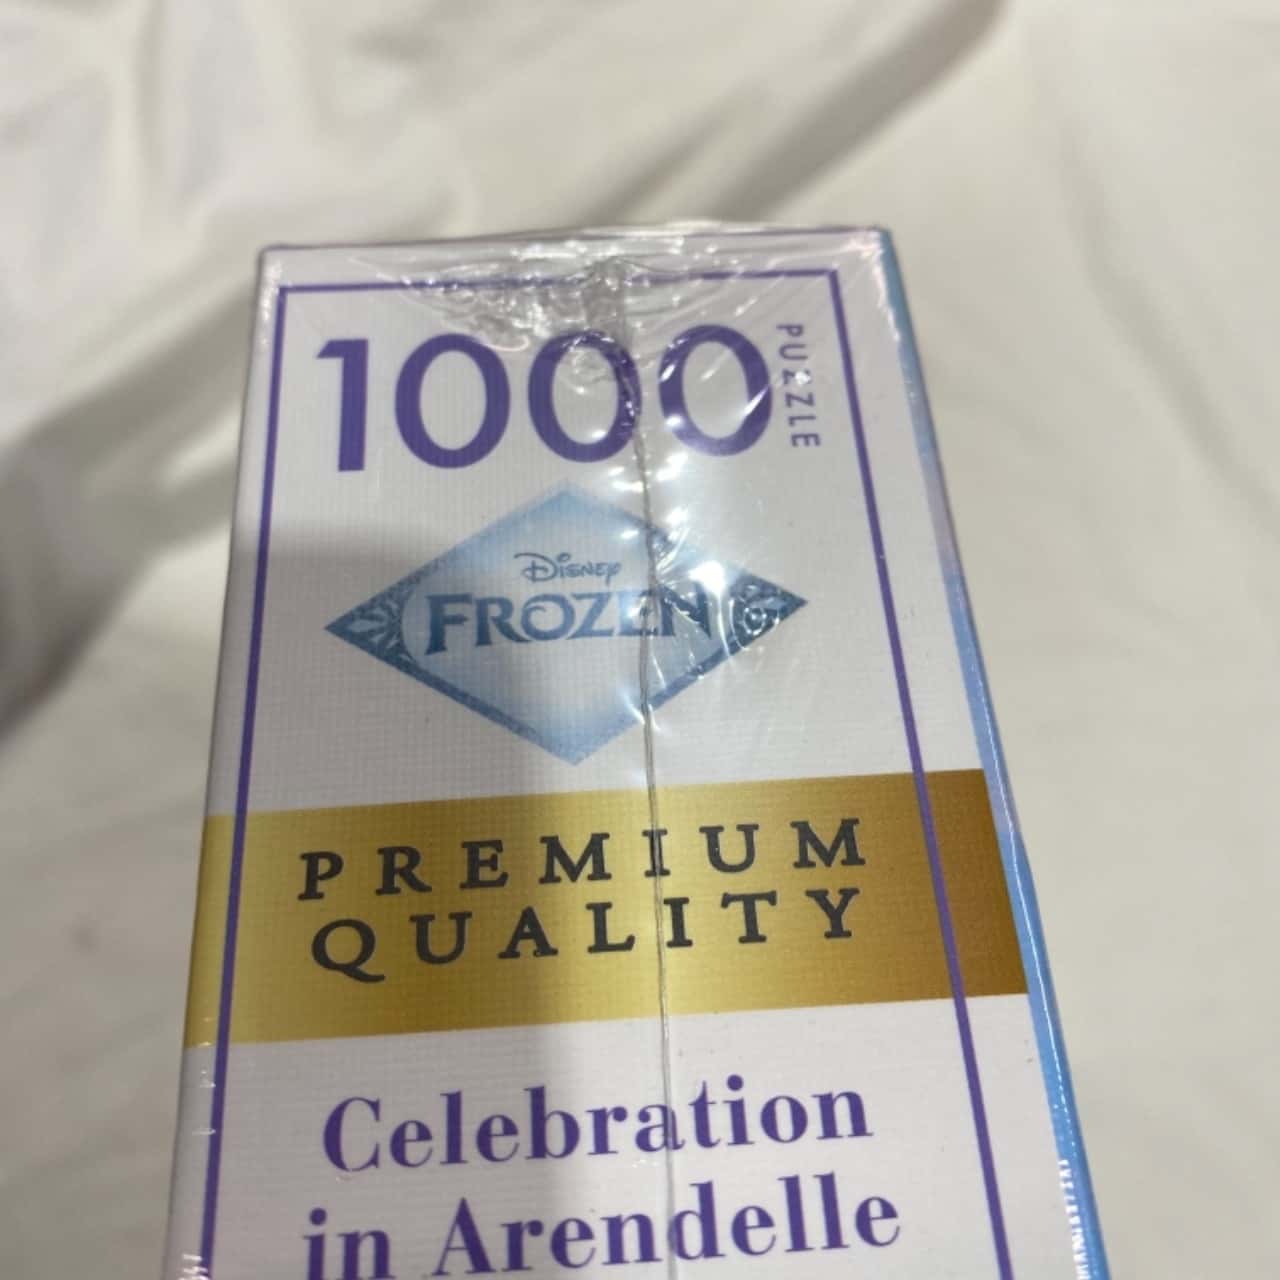 1000
PUZZLE
Disney
FROZEN
PREMIUM
QUALITY
Celebration
in Arendelle